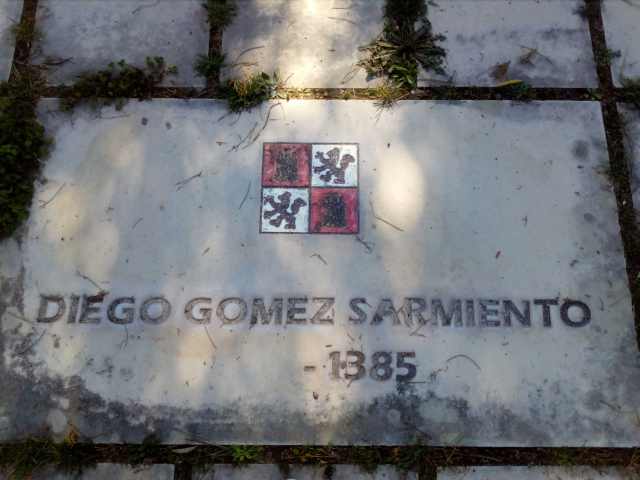 DIEGO GOMEZ SARMIENTO
- 1385